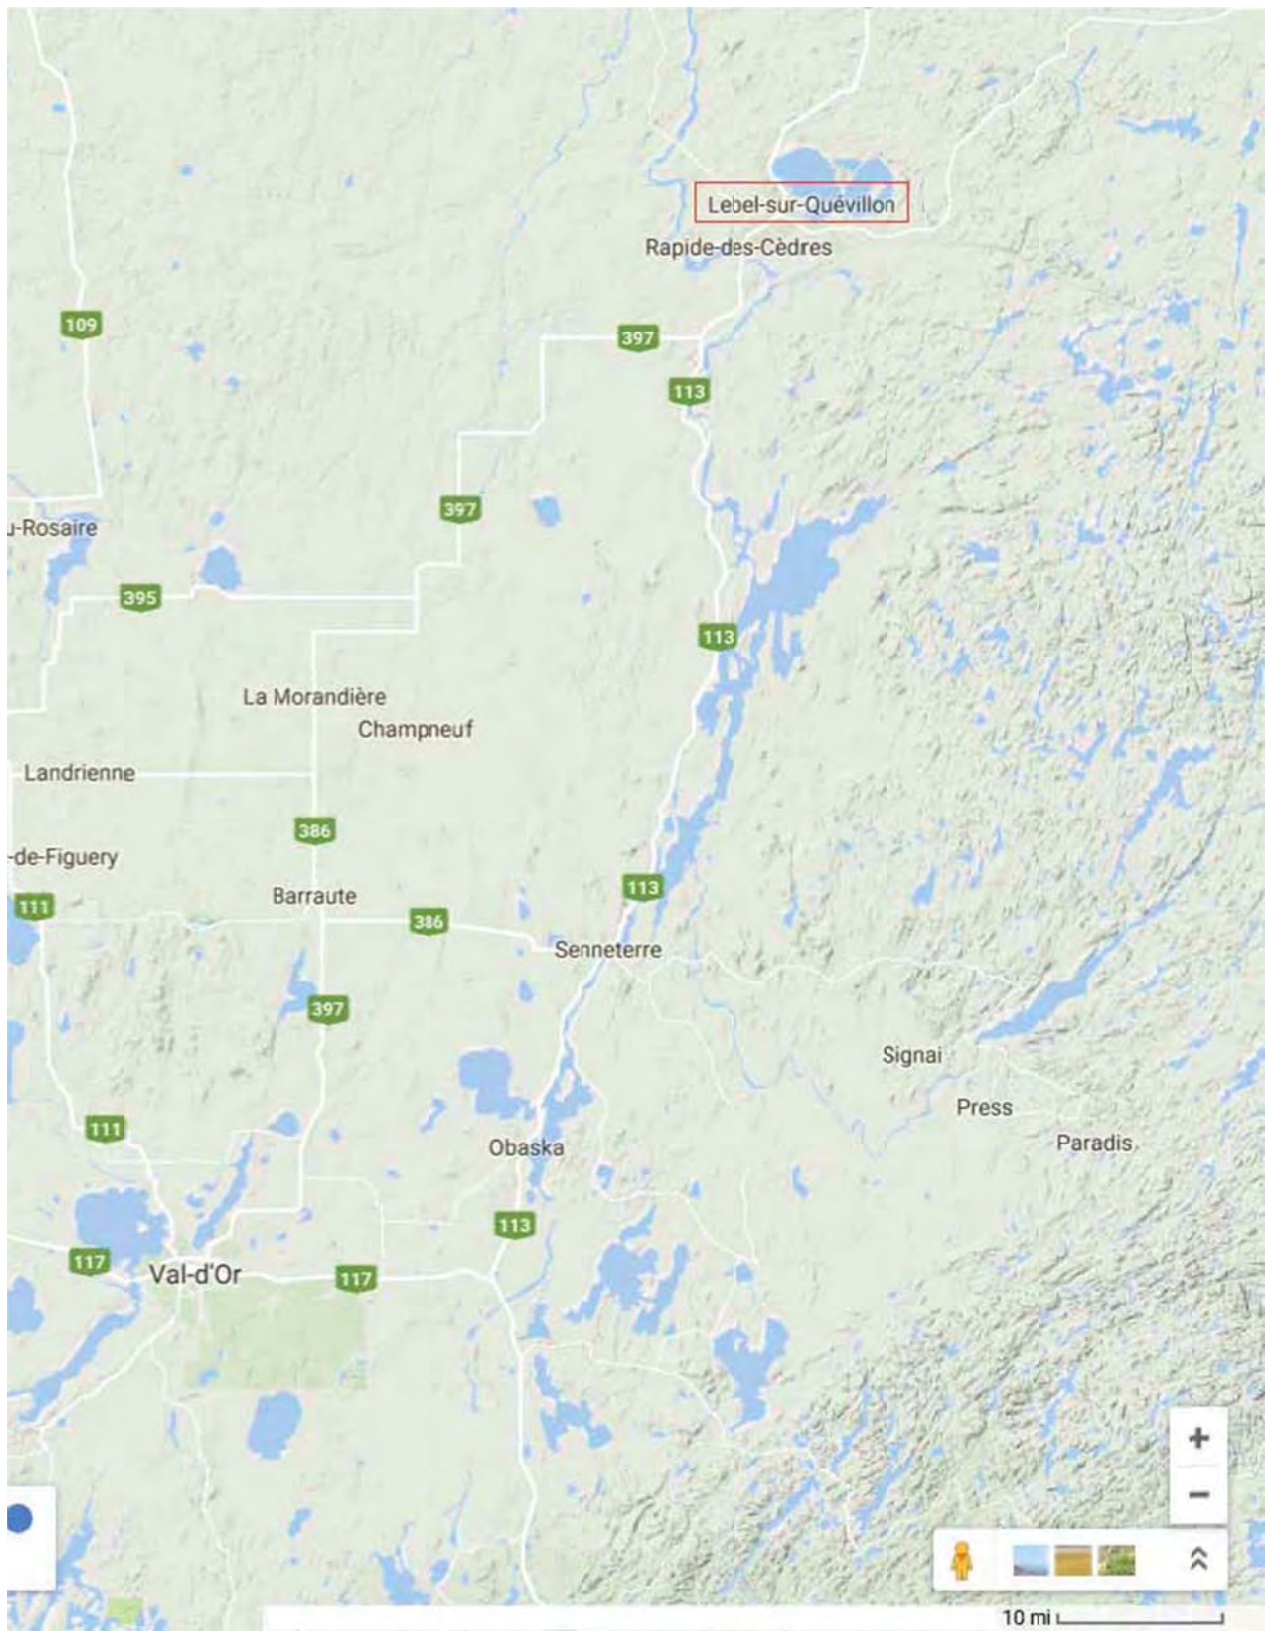 Lebel-sur-Quévillon
Rapide-des-Cèdres
109
397
113
397
u-Rosaire
395
113
La Morandière
Champneuf
Landrienne
386
-de-Figuery
113
Barraute
111
386
Senneterre
397
Signai
Press
111
Paradis
Obaska
113
117
Val-d'Or
117
+
−
10 mi